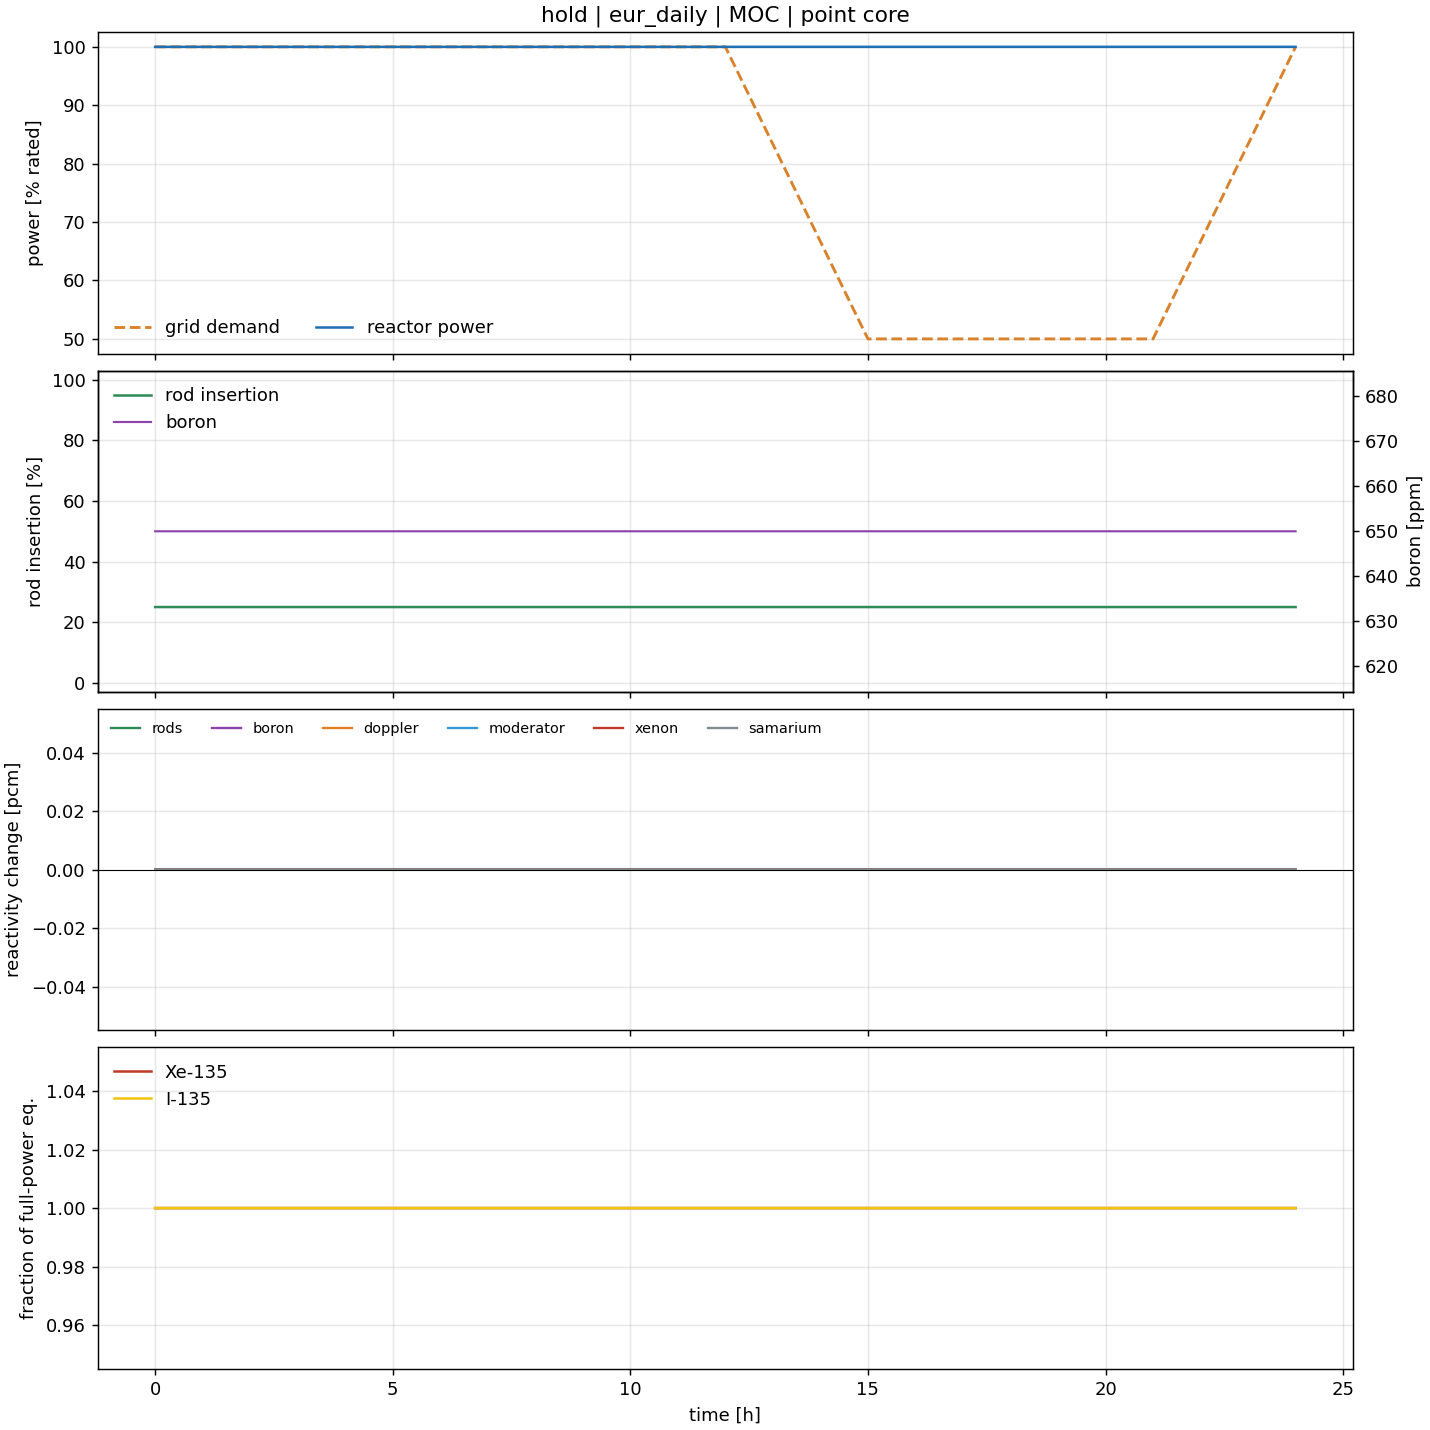 hold | eur_daily | MOC | point core
100
90
80
70
60
50
power [% rated]
grid demand
reactor power
100
80
60
40
20
0
rod insertion [%]
rod insertion
boron
680
670
660
650
640
630
620
boron [ppm]
rods
boron
doppler
moderator
xenon
samarium
0.04
0.02
0.00
−0.02
−0.04
reactivity change [pcm]
Xe-135
I-135
1.04
1.02
1.00
0.98
0.96
fraction of full-power eq.
0
5
10
15
20
25
time [h]